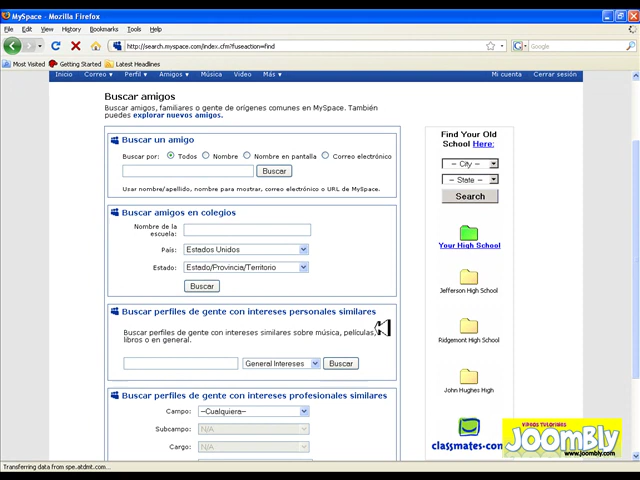 MySpace - Mozilla Firefox
File Edit View History Bookmarks Tools Help
http://search.myspace.com/index.cfm?fuseaction=find
Google
Most Visited Getting Started Latest Headlines
Inicio Correo Perfil Amigos Música Video Más Mi cuenta Cerrar sesión
Buscar amigos
Buscar amigos, familiares o gente de orígenes comunes en MySpace. También
puedes explorar nuevos amigos.
Buscar un amigo
Buscar por: Todos Nombre Nombre en pantalla Correo electrónico
Buscar
Usar nombre/apellido, nombre para mostrar, correo electrónico o URL de MySpace.
Buscar amigos en colegios
Nombre de la
escuela:
País: Estados Unidos
Estado: Estado/Provincia/Territorio
Buscar
Buscar perfiles de gente con intereses personales similares
Buscar perfiles de gente con intereses similares sobre música, películas,
libros o en general.
General Intereses Buscar
Buscar perfiles de gente con intereses profesionales similares
Campo: --Cualquiera--
Subcampo: N/A
Cargo: N/A
Find Your Old
School Here:
-- City --
-- State --
Search
Your High School
Jefferson High School
Ridgemont High School
John Hughes High
classmates.com
VIDEOS TUTORIALES
JOOMBLY
www.joombly.com
Transferring data from spe.atdmt.com...